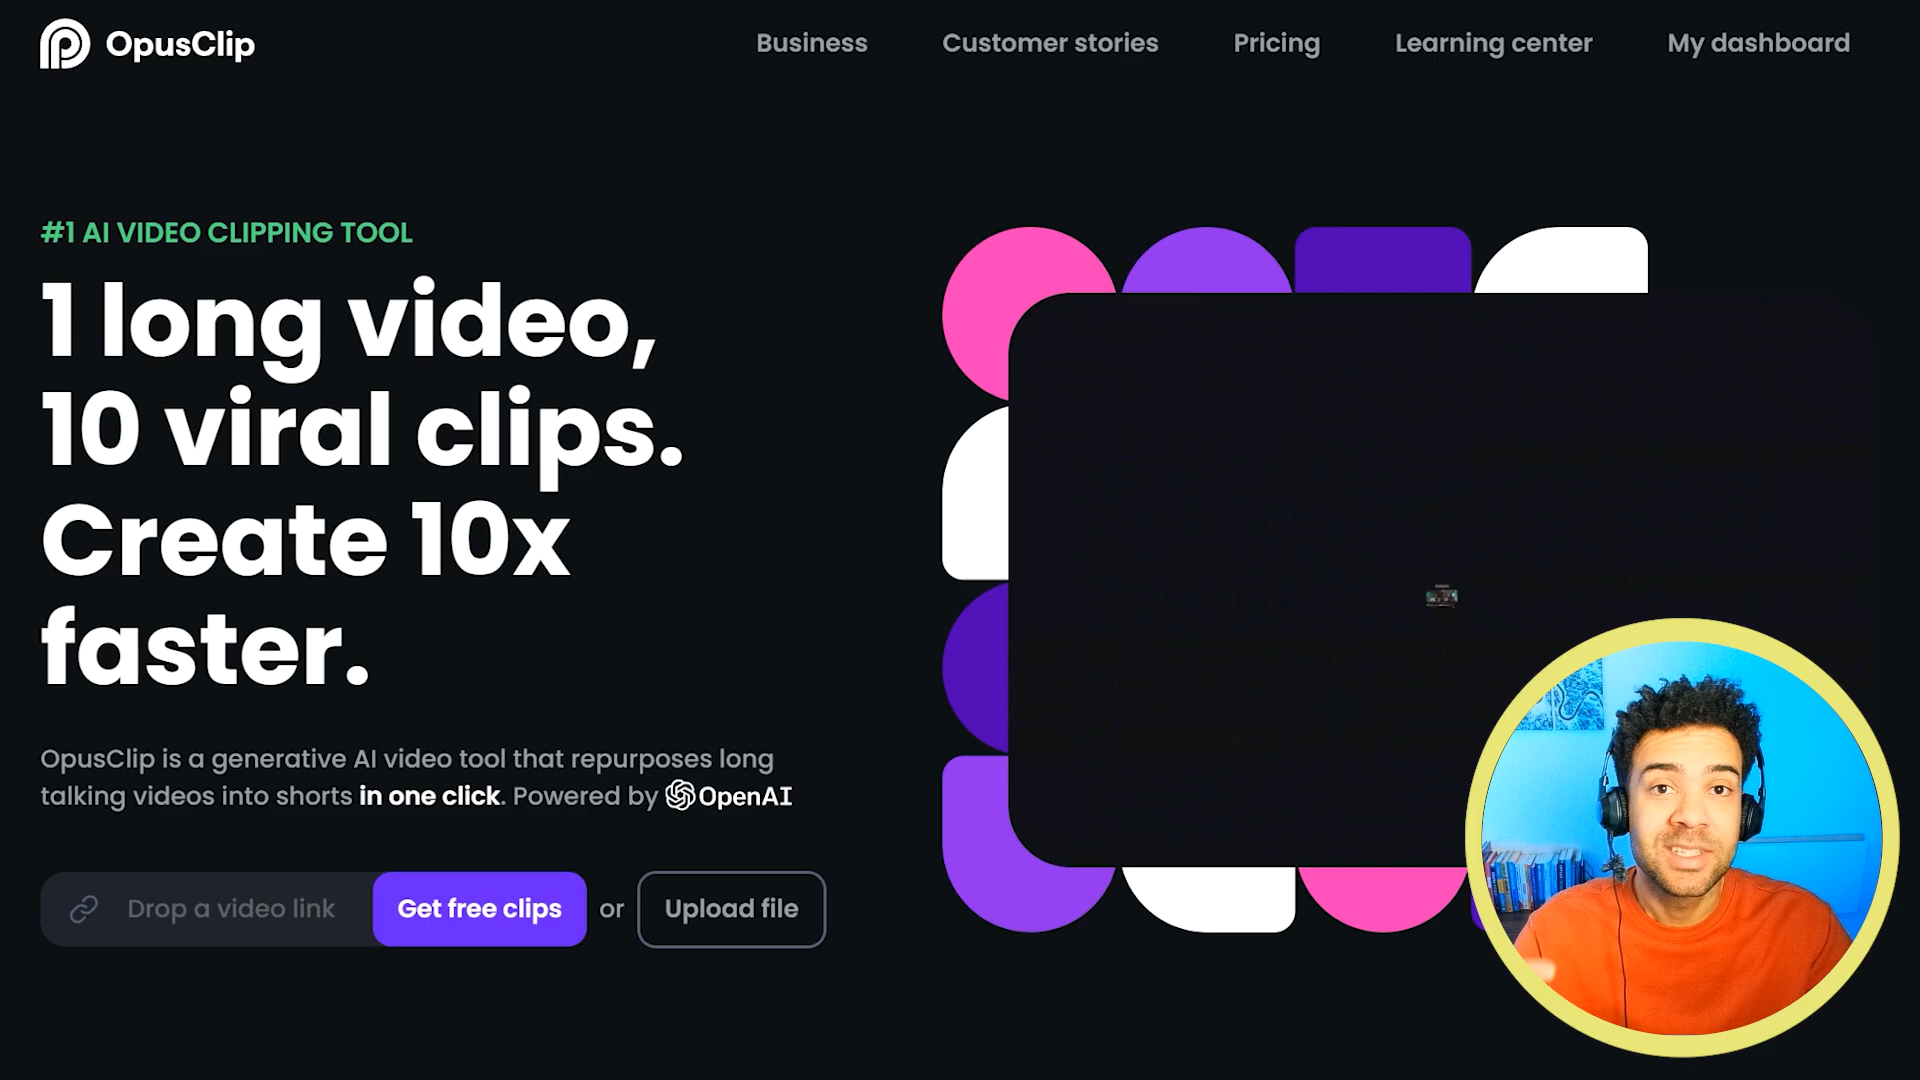 OpusClip
Business
Customer stories
Pricing
Learning center
My dashboard
#1 AI VIDEO CLIPPING TOOL
1 long video,
10 viral clips.
Create 10x
faster.
OpusClip is a generative AI video tool that repurposes long
talking videos into shorts in one click. Powered by OpenAI
Drop a video link
Get free clips
or
Upload file